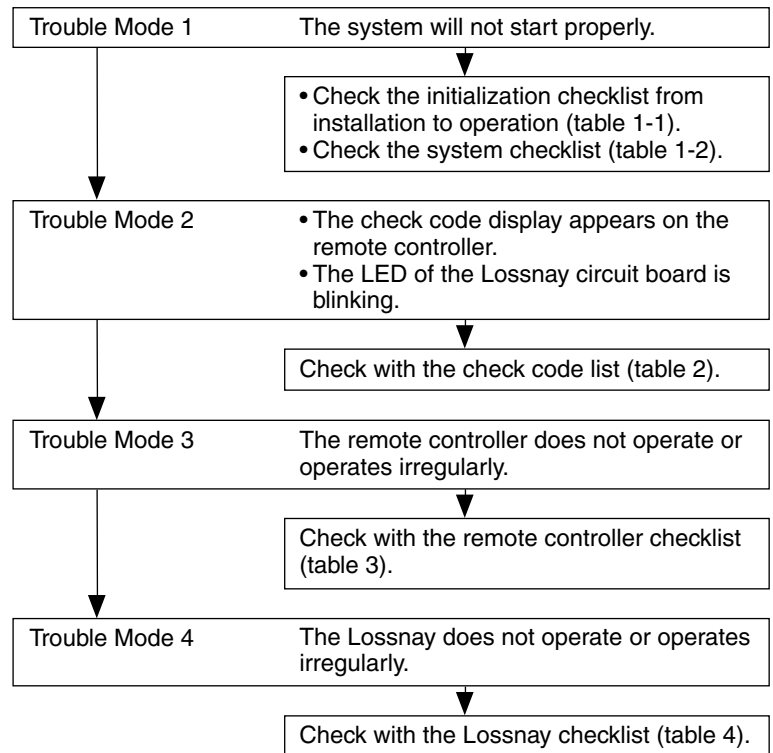 Trouble Mode 1 The system will not start properly.
• Check the initialization checklist from
installation to operation (table 1-1).
• Check the system checklist (table 1-2).
Trouble Mode 2 • The check code display appears on the
remote controller.
• The LED of the Lossnay circuit board is
blinking.
Check with the check code list (table 2).
Trouble Mode 3 The remote controller does not operate or
operates irregularly.
Check with the remote controller checklist
(table 3).
Trouble Mode 4 The Lossnay does not operate or operates
irregularly.
Check with the Lossnay checklist (table 4).